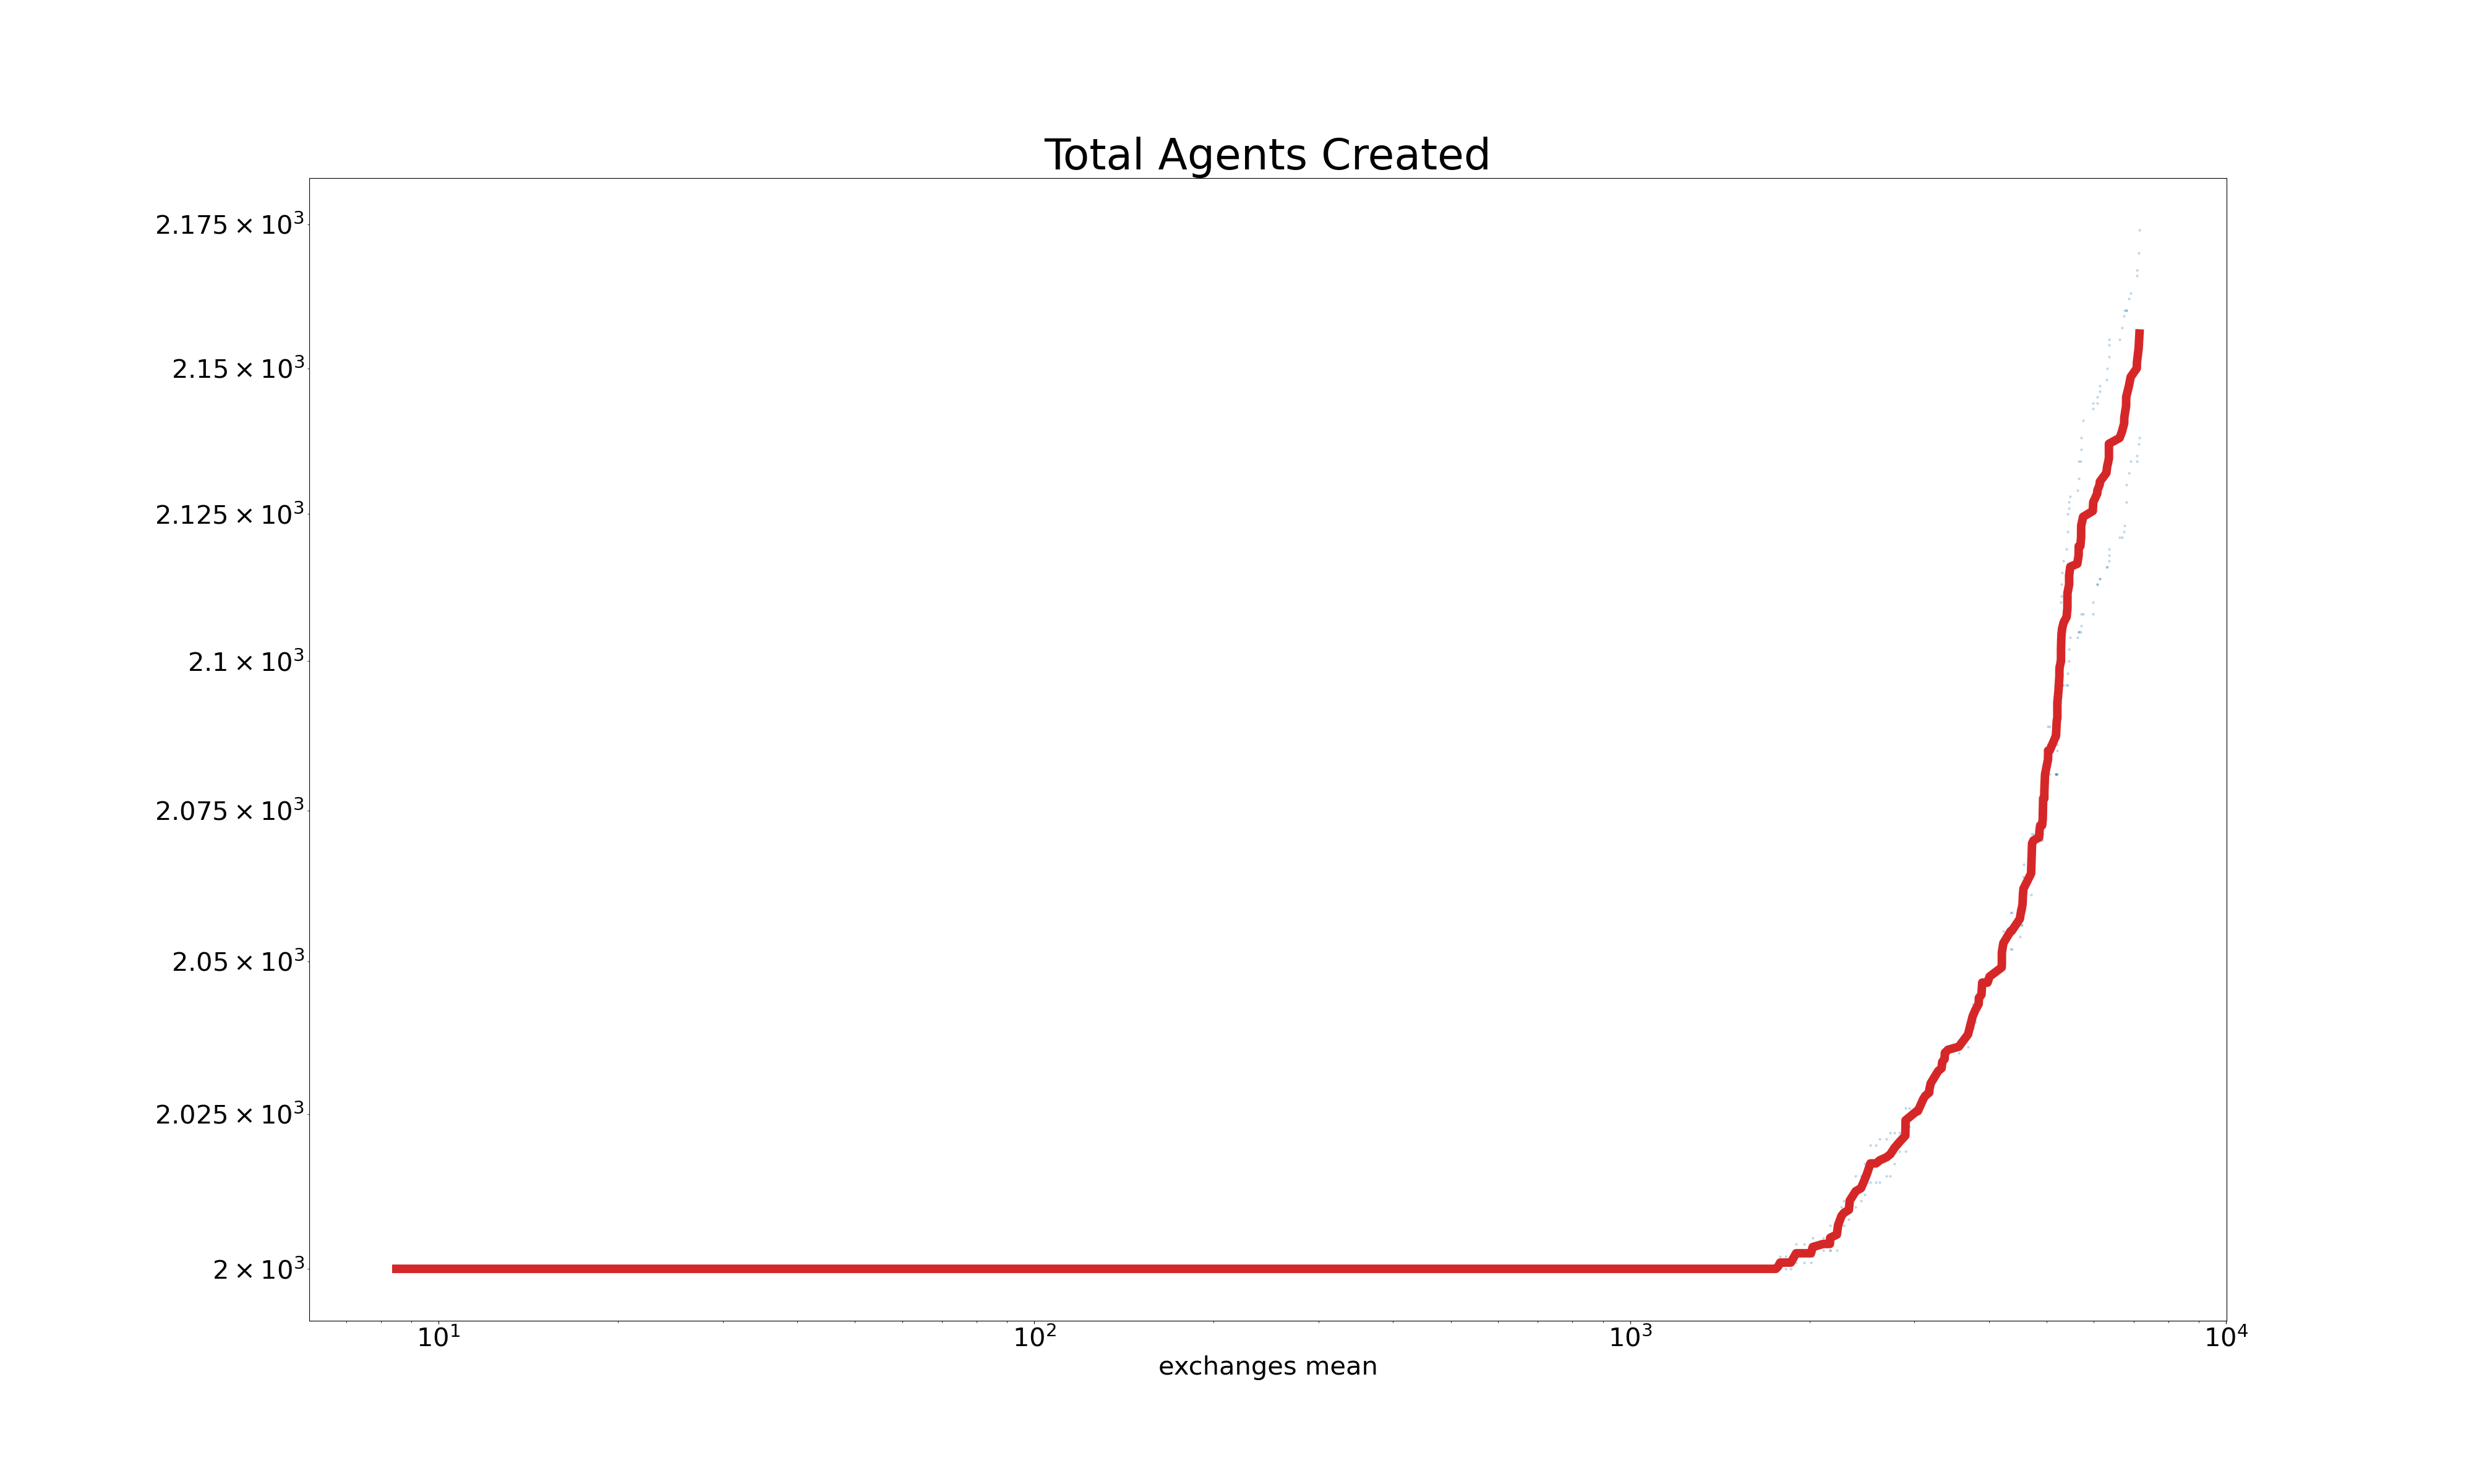 Total Agents Created
2.175 × 10³
2.15 × 10³
2.125 × 10³
2.1 × 10³
2.075 × 10³
2.05 × 10³
2.025 × 10³
2 × 10³
10¹ 10² 10³ 10⁴
exchanges mean